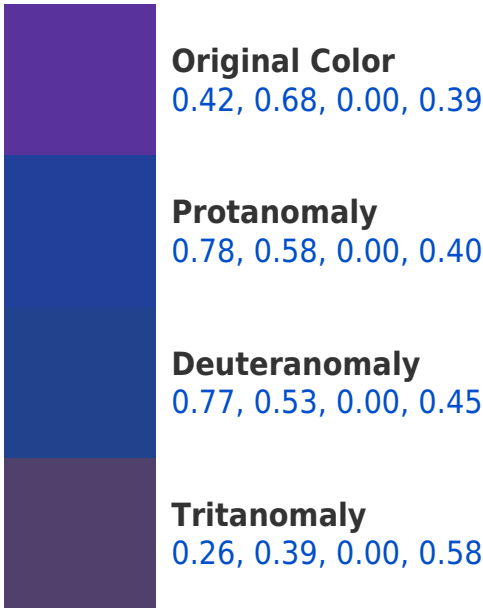 Original Color
0.42, 0.68, 0.00, 0.39
Protanomaly
0.78, 0.58, 0.00, 0.40
Deuteranomaly
0.77, 0.53, 0.00, 0.45
Tritanomaly
0.26, 0.39, 0.00, 0.58